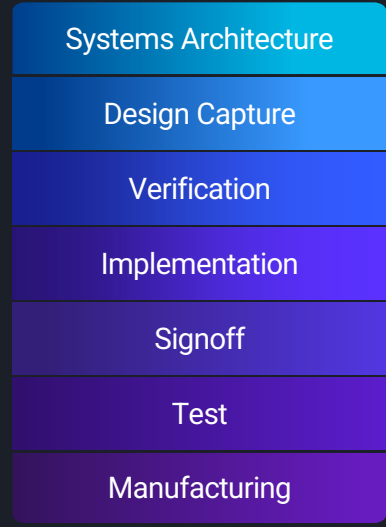 Systems Architecture
Design Capture
Verification
Implementation
Signoff
Test
Manufacturing